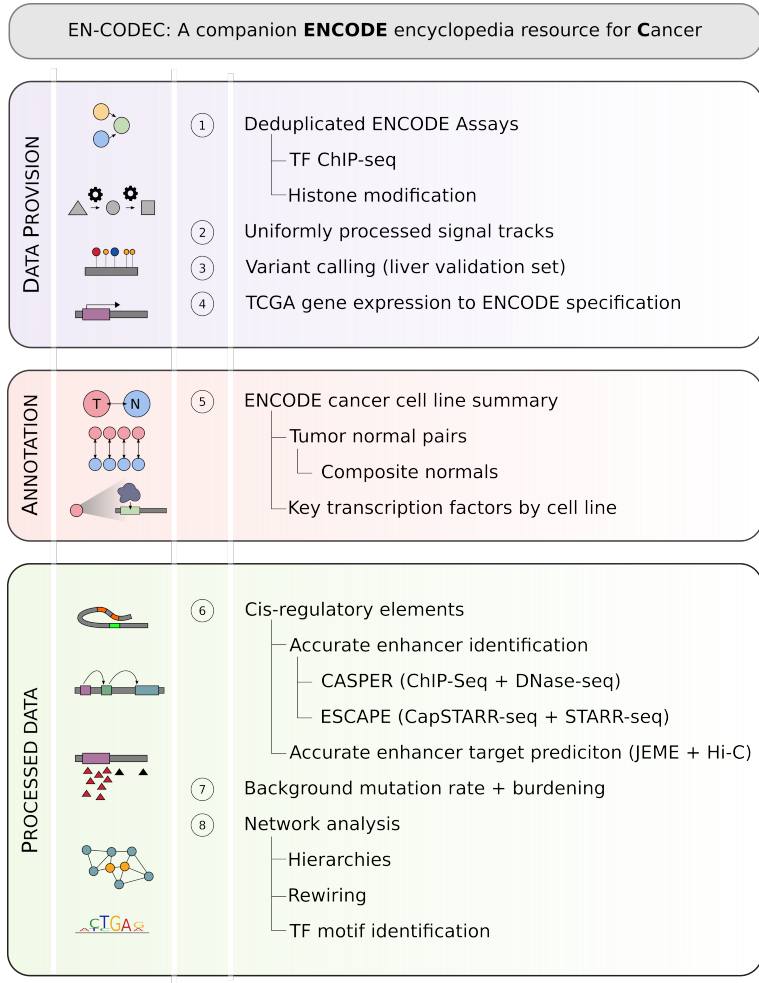 EN-CODEC: A companion ENCODE encyclopedia resource for Cancer
DATA PROVISION
1 Deduplicated ENCODE Assays
TF ChIP-seq
Histone modification
2 Uniformly processed signal tracks
3 Variant calling (liver validation set)
4 TCGA gene expression to ENCODE specification
ANNOTATION
T N
5 ENCODE cancer cell line summary
Tumor normal pairs
Composite normals
Key transcription factors by cell line
PROCESSED DATA
6 Cis-regulatory elements
Accurate enhancer identification
CASPER (ChIP-Seq + DNase-seq)
ESCAPE (CapSTARR-seq + STARR-seq)
Accurate enhancer target prediciton (JEME + Hi-C)
7 Background mutation rate + burdening
8 Network analysis
Hierarchies
Rewiring
TF motif identification
CTGA